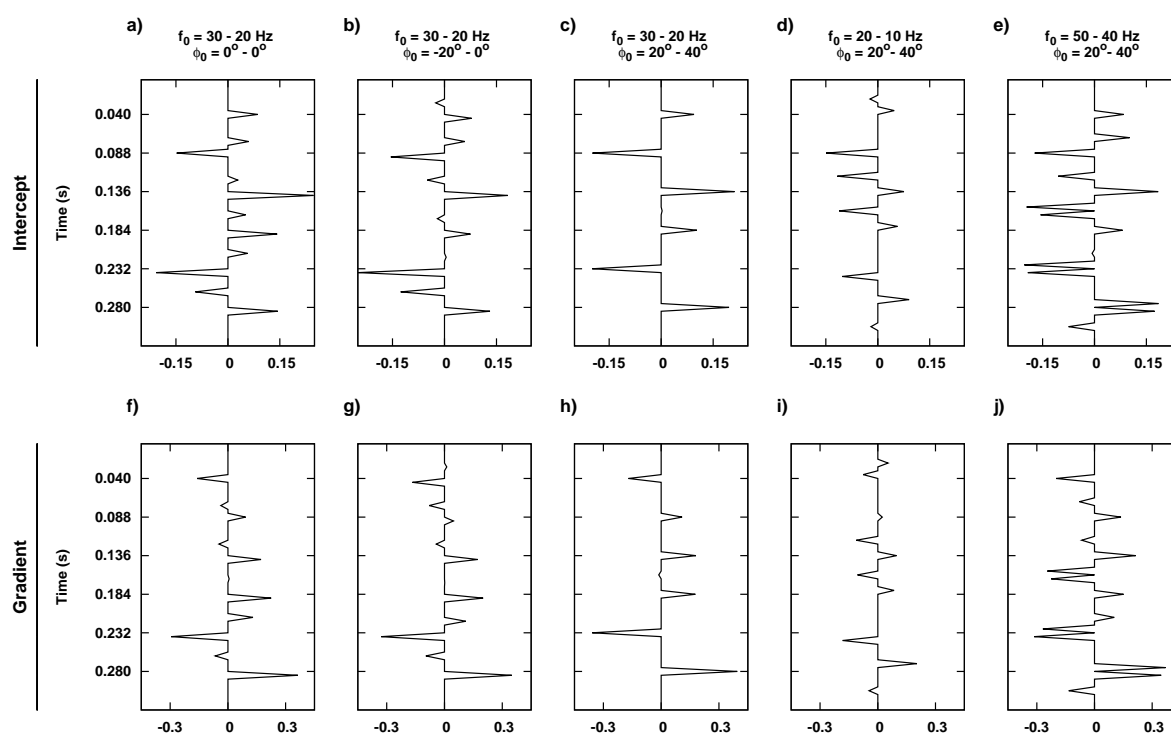 a) b) c) d) e)
f₀ = 30 - 20 Hz f₀ = 30 - 20 Hz f₀ = 30 - 20 Hz f₀ = 20 - 10 Hz f₀ = 50 - 40 Hz
ϕ₀ = 0° - 0° ϕ₀ = -20° - 0° ϕ₀ = 20° - 40° ϕ₀ = 20° - 40° ϕ₀ = 20° - 40°
Intercept
Time (s)
0.040
0.088
0.136
0.184
0.232
0.280
-0.15 0 0.15 -0.15 0 0.15 -0.15 0 0.15 -0.15 0 0.15 -0.15 0 0.15
f) g) h) i) j)
Gradient
Time (s)
0.040
0.088
0.136
0.184
0.232
0.280
-0.3 0 0.3 -0.3 0 0.3 -0.3 0 0.3 -0.3 0 0.3 -0.3 0 0.3